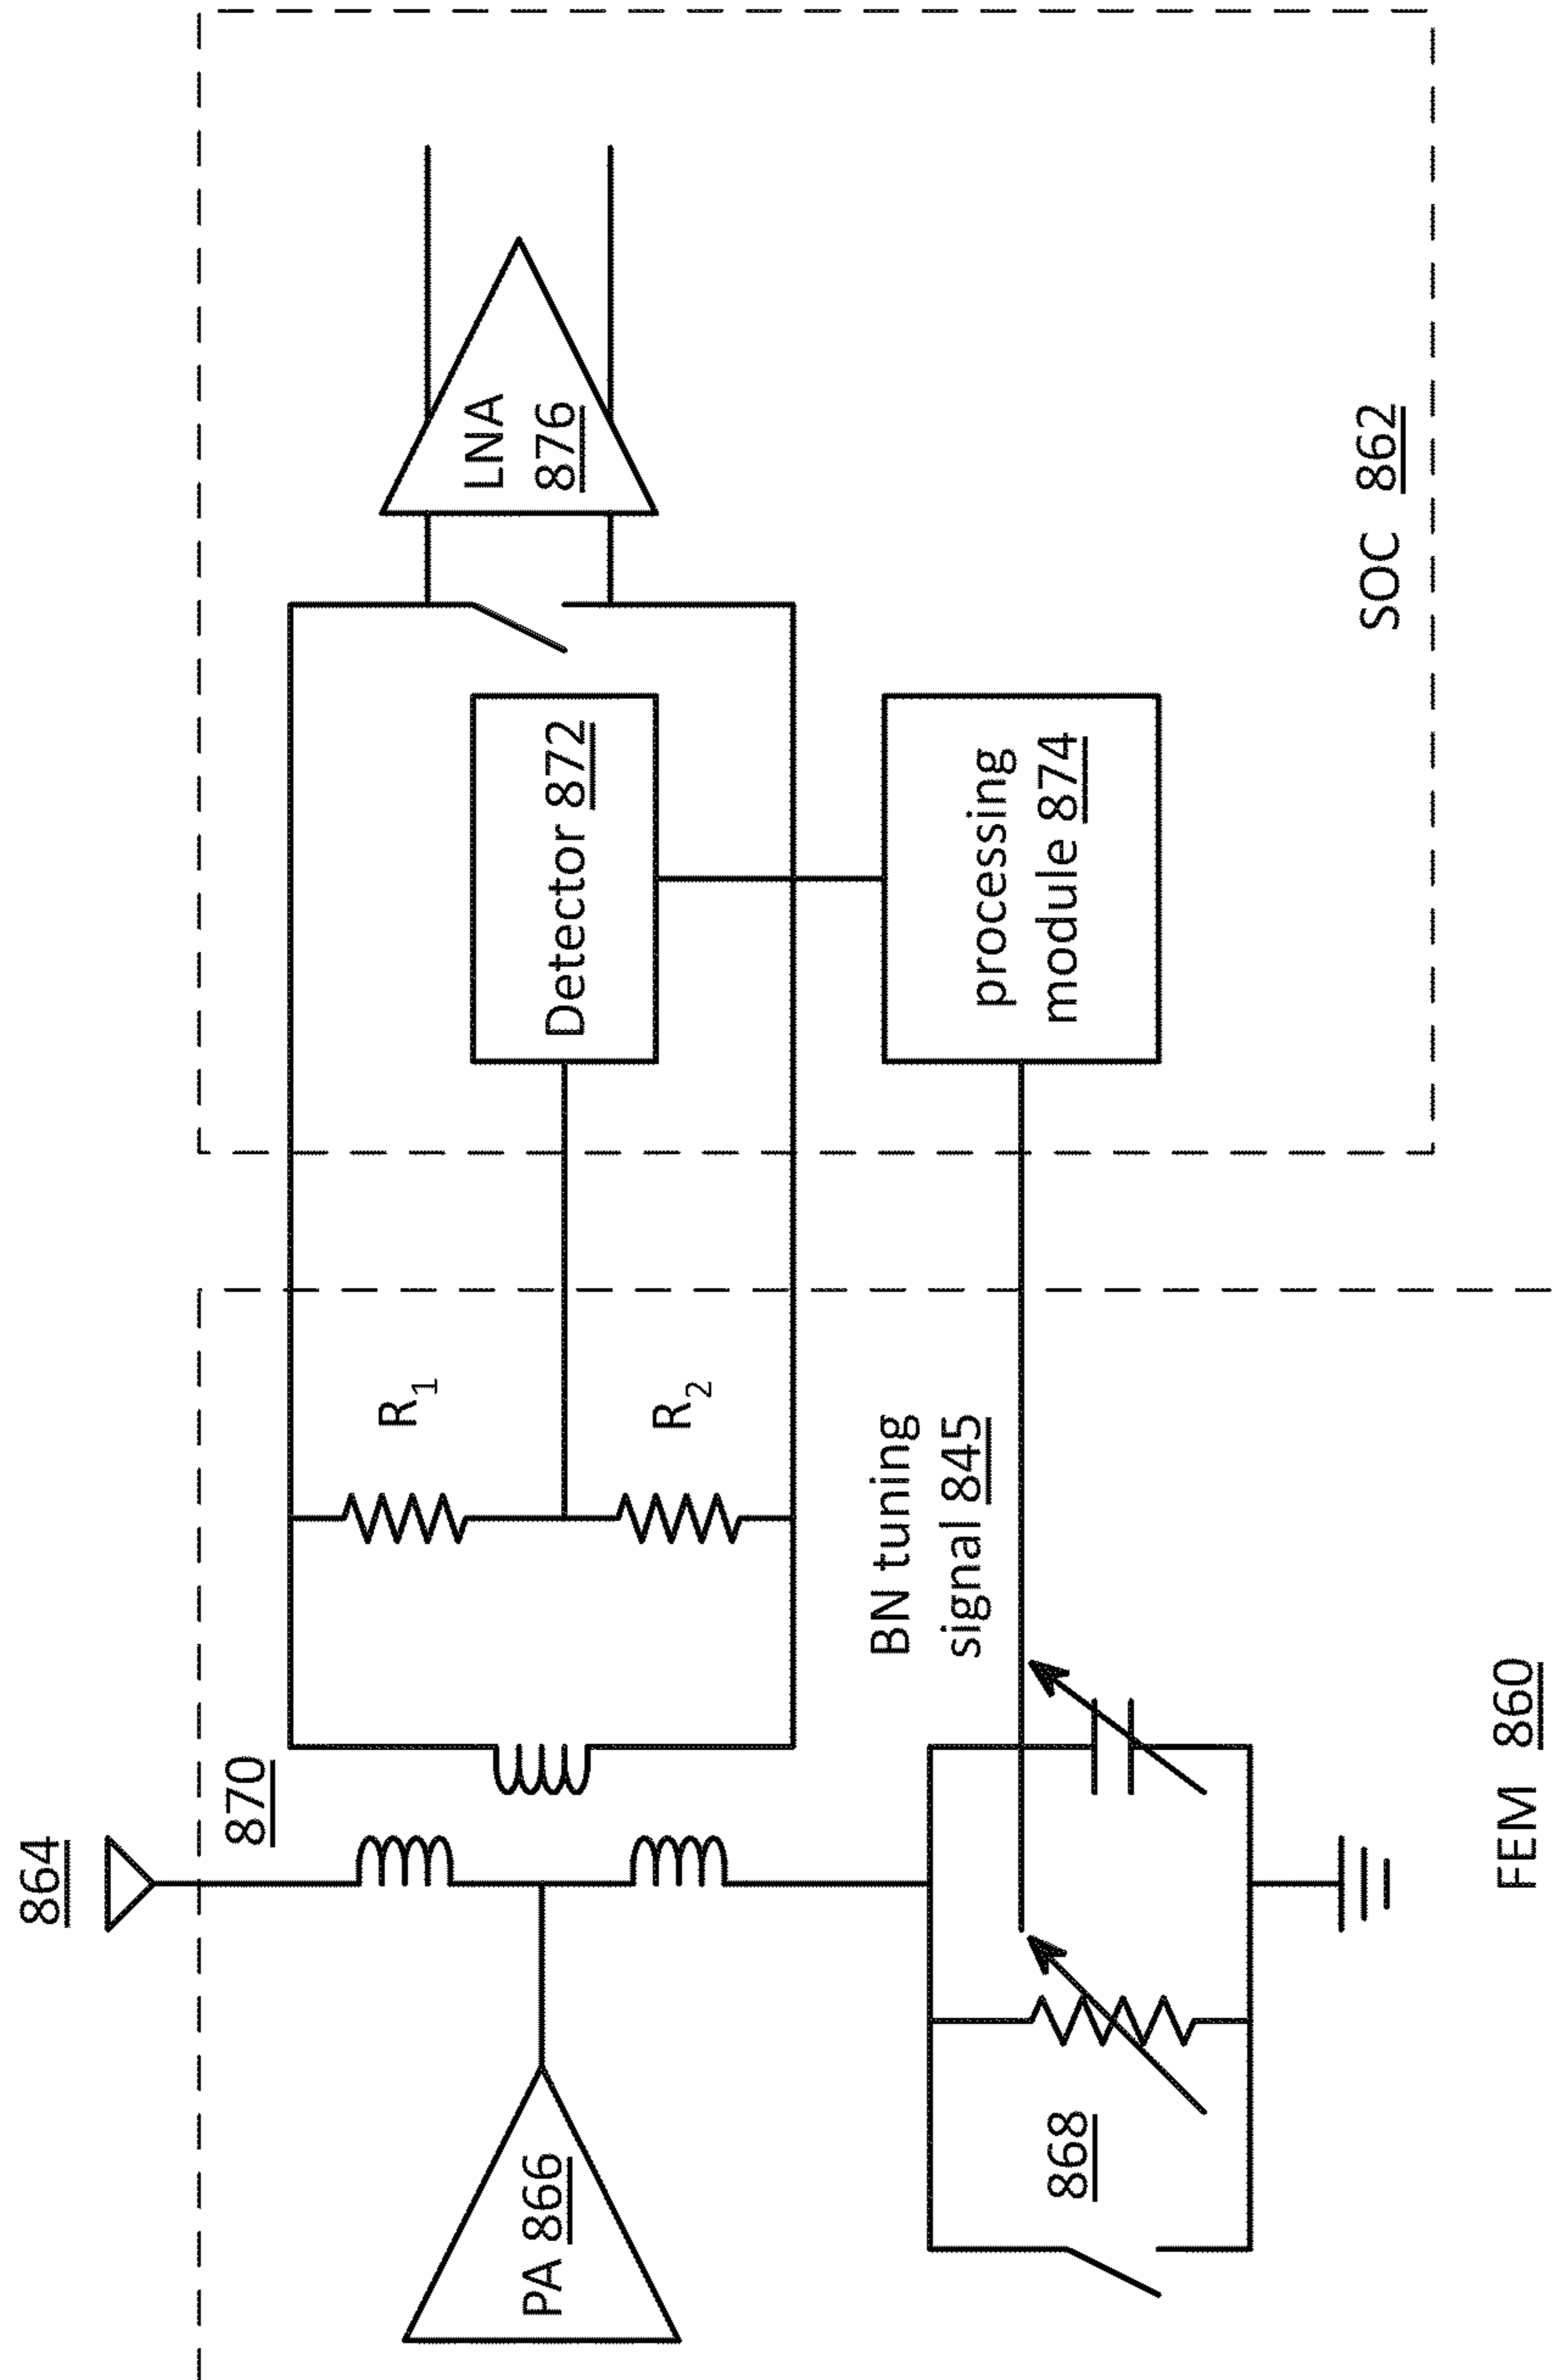 864
870
PA 866
868
R1
R2
BN tuning
signal 845
FEM 860
Detector 872
processing
module 874
LNA
876
SOC 862